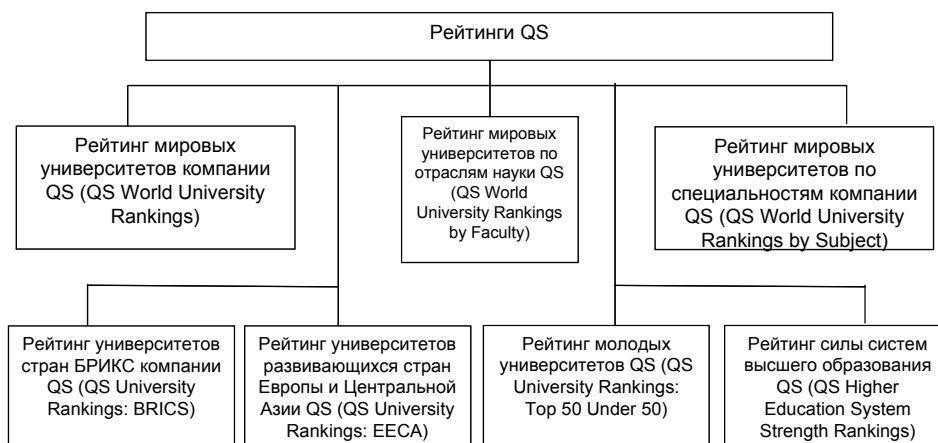 Рейтинги QS
Рейтинг мировых
университетов компании
QS (QS World University
Rankings)
Рейтинг мировых
университетов по
отраслям науки QS
(QS World
University Rankings
by Faculty)
Рейтинг мировых
университетов по
специальностям компании
QS (QS World University
Rankings by Subject)
Рейтинг университетов
стран БРИКС компании
QS (QS University
Rankings: BRICS)
Рейтинг университетов
развивающихся стран
Европы и Центральной
Азии QS (QS University
Rankings: EECA)
Рейтинг молодых
университетов QS (QS
University Rankings:
Top 50 Under 50)
Рейтинг силы систем
высшего образования
QS (QS Higher
Education System
Strength Rankings)